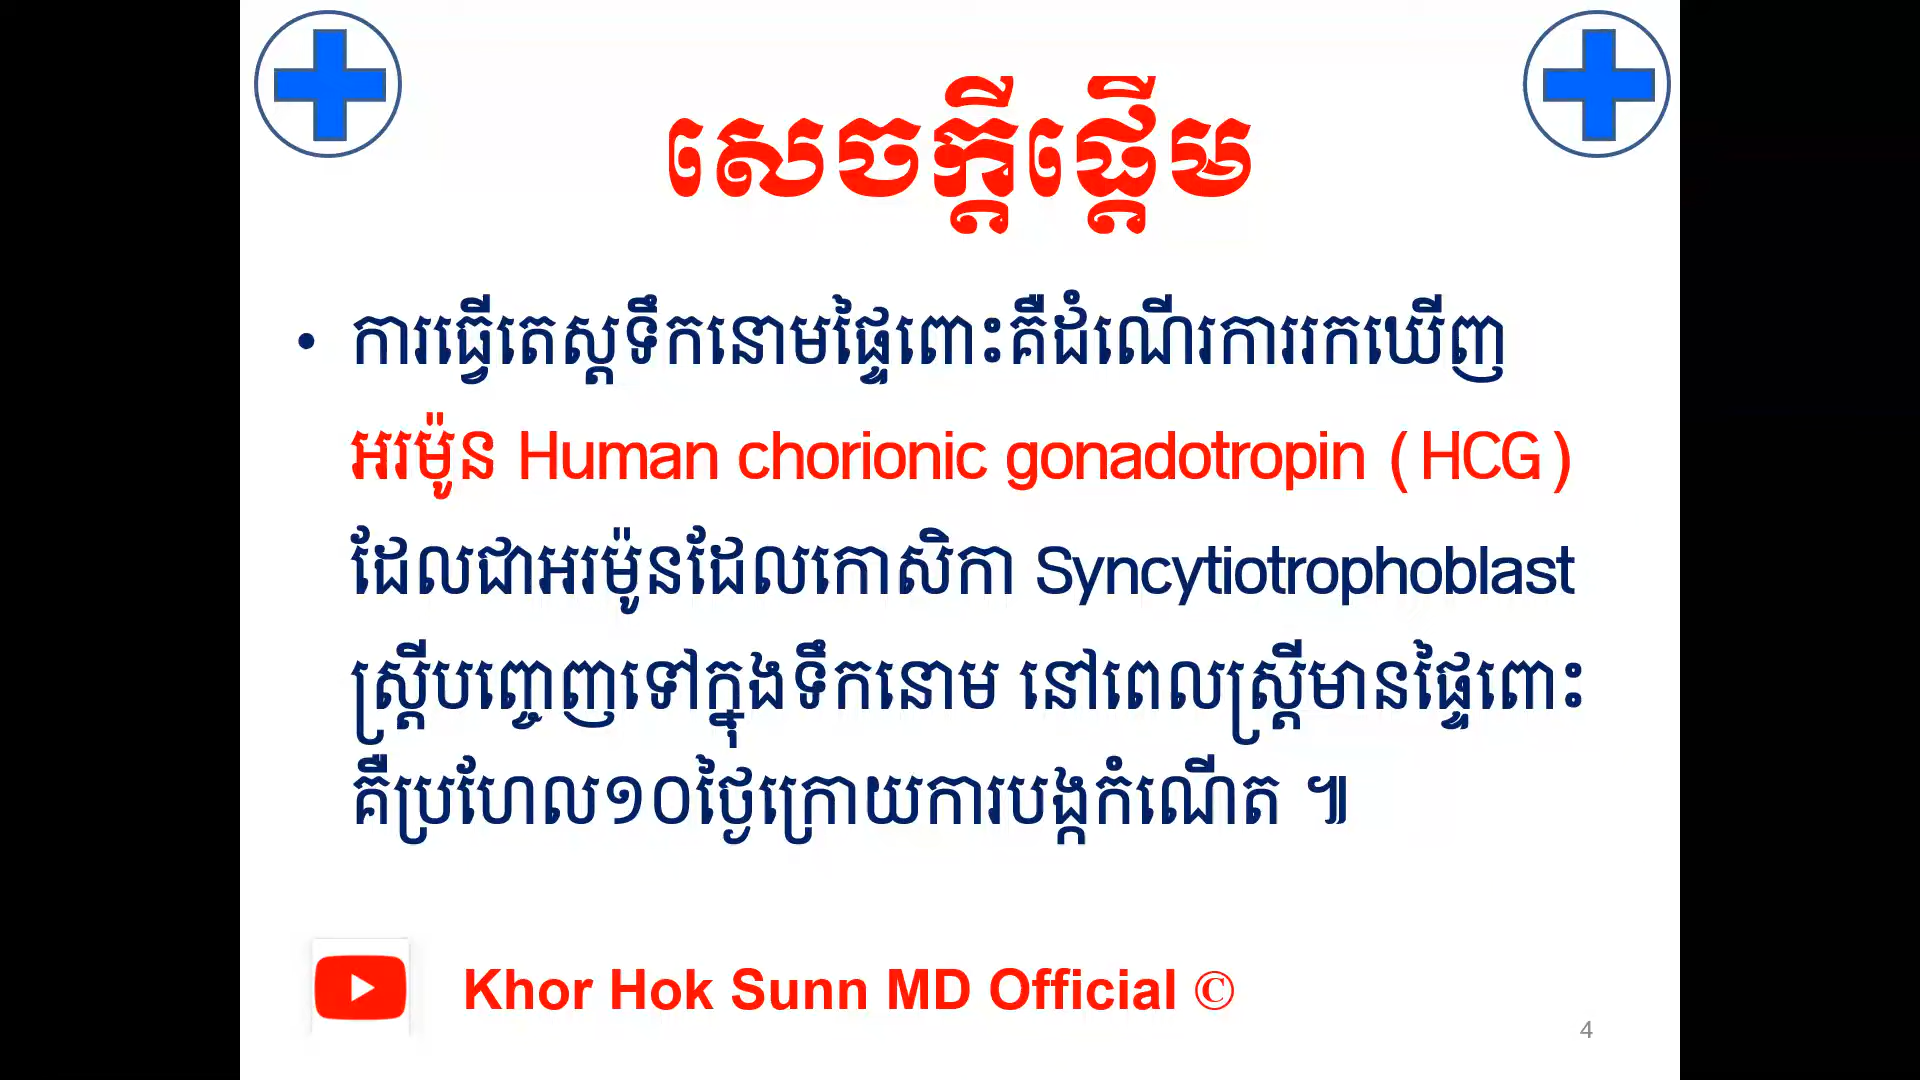 សេចក្តីផ្តើម
• ការធ្វើតេស្តទឹកនោមផ្ទៃពោះគឺដំណើរការរកឃើញ
អរម៉ូន Human chorionic gonadotropin (HCG)
ដែលជាអរម៉ូនដែលកោសិកា Syncytiotrophoblast
ស្ត្រីបញ្ចេញទៅក្នុងទឹកនោម នៅពេលស្ត្រីមានផ្ទៃពោះ
គឺប្រហែល១០ថ្ងៃក្រោយការបង្កកំណើត ៕
Khor Hok Sunn MD Official ©
4